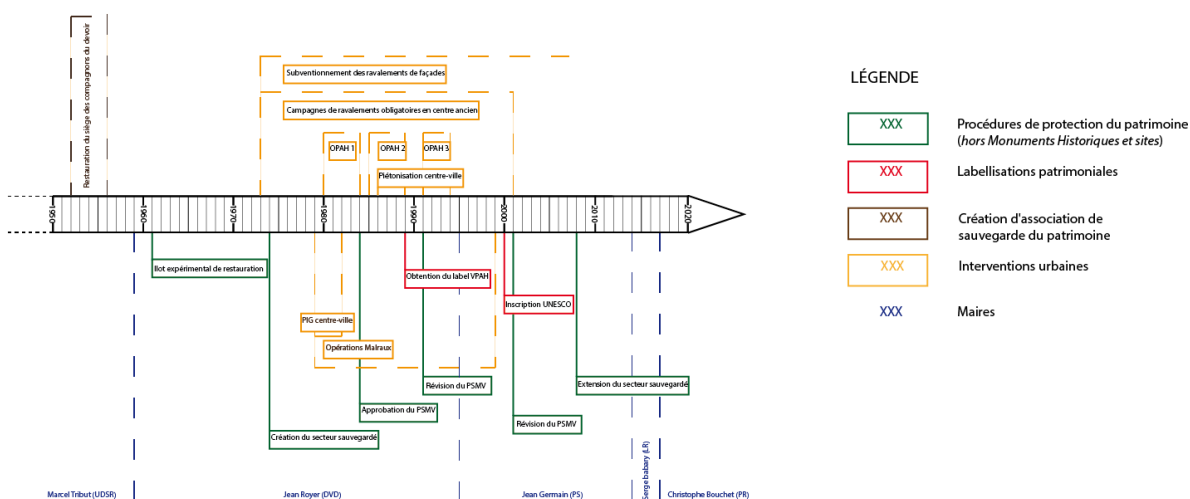 Restauration du siège des compagnons du devoir
Subventionnement des ravalements de façades
Campagnes de ravalements obligatoires en centre ancien
OPAH 1
OPAH 2
OPAH 3
Piétonisation centre-ville
1950
1960
1970
1980
1990
2000
2010
2020
Ilot expérimental de restauration
Obtention du label VPAH
Inscription UNESCO
PIG centre-ville
Opérations Malraux
Révision du PSMV
Extension du secteur sauvegardé
Approbation du PSMV
Révision du PSMV
Création du secteur sauvegardé
Marcel Tribut (UDSR)
Jean Royer (DVD)
Jean Germain (PS)
Serge babary (LR)
Christophe Bouchet (PR)
LÉGENDE
XXX
Procédures de protection du patrimoine
(hors Monuments Historiques et sites)
XXX
Labellisations patrimoniales
XXX
Création d'association de
sauvegarde du patrimoine
XXX
Interventions urbaines
XXX
Maires